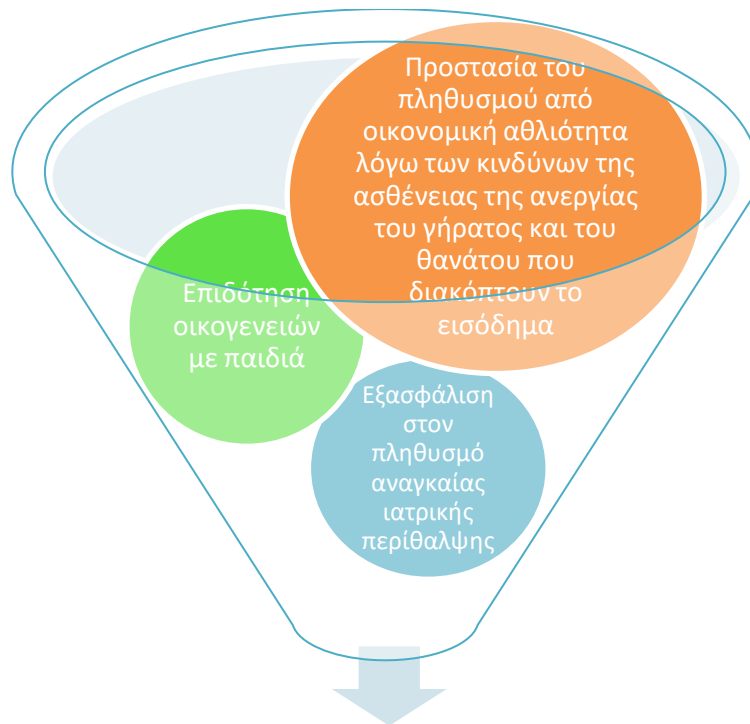 Προστασία του
πληθυσμού από
οικονομική αθλιότητα
λόγω των κινδύνων της
ασθένειας της ανεργίας
του γήρατος και του
θανάτου που
διακόπτουν το
εισόδημα
Επιδότηση
οικογενειών
με παιδιά
Εξασφάλιση
στον
πληθυσμό
αναγκαίας
ιατρικής
περίθαλψης